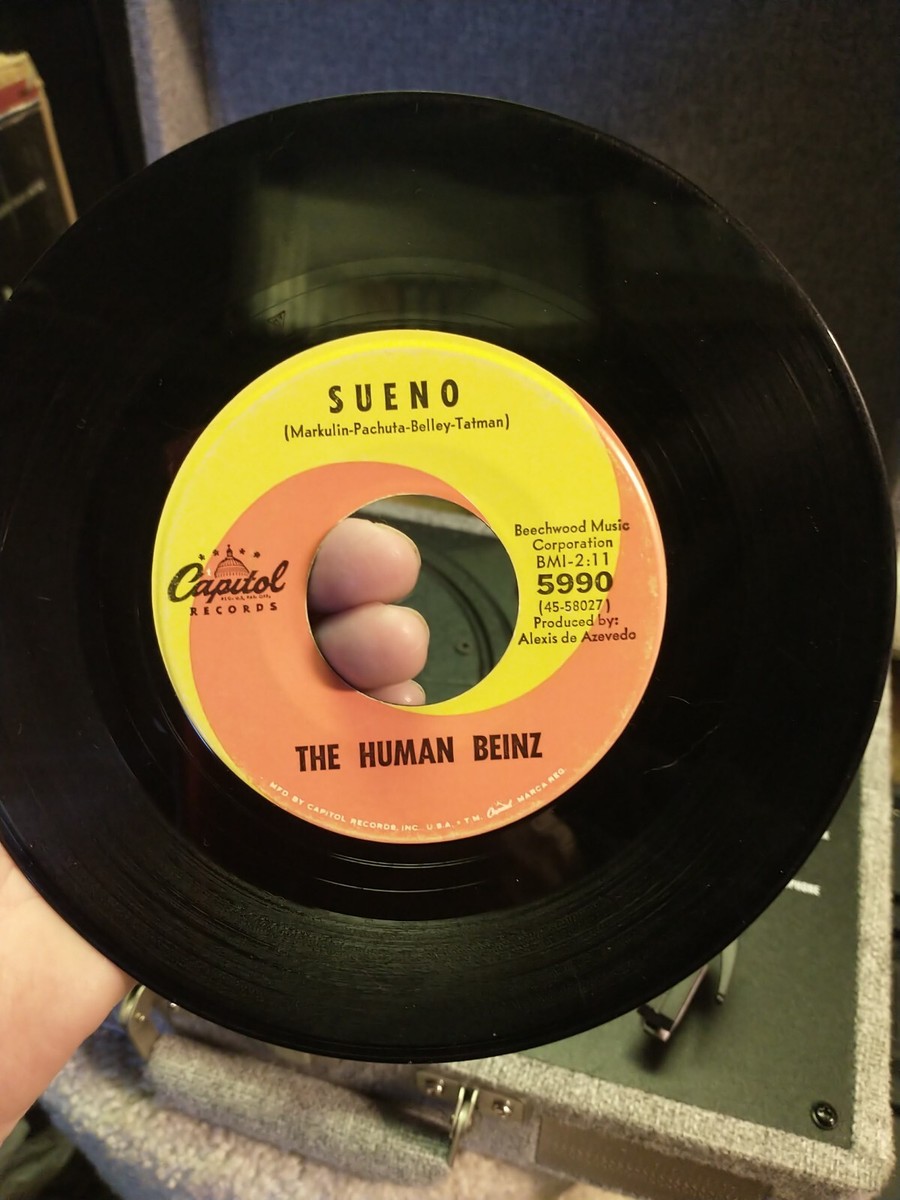 SUENO
(Markulin-Pachuta-Belley-Tatman)
Capitol
RECORDS
Beechwood Music
Corporation
BMI-2:11
5990
(45-58027)
Produced by:
Alexis de Azevedo
THE HUMAN BEINZ
MFD. BY CAPITOL RECORDS, INC. U.S.A. • T.M. Capitol MARCA REG.